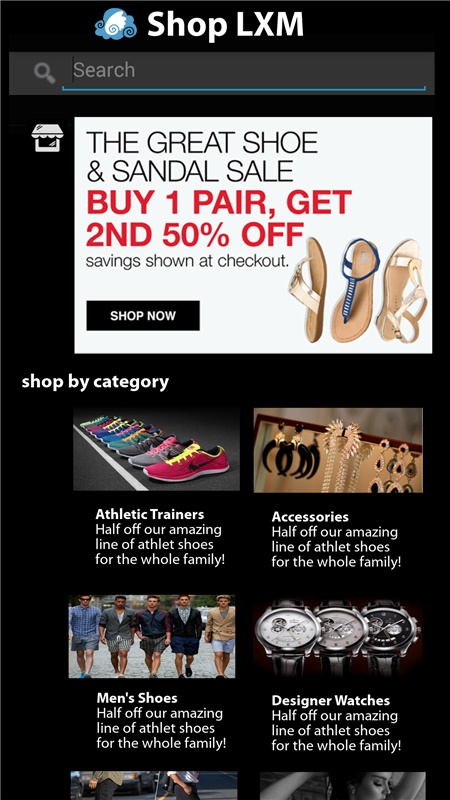 Shop LXM
Search
THE GREAT SHOE
& SANDAL SALE
BUY 1 PAIR, GET
2ND 50% OFF
savings shown at checkout.
SHOP NOW
shop by category
Athletic Trainers
Half off our amazing
line of athlet shoes
for the whole family!
Accessories
Half off our amazing
line of athlet shoes
for the whole family!
Men's Shoes
Half off our amazing
line of athlet shoes
for the whole family!
Designer Watches
Half off our amazing
line of athlet shoes
for the whole family!